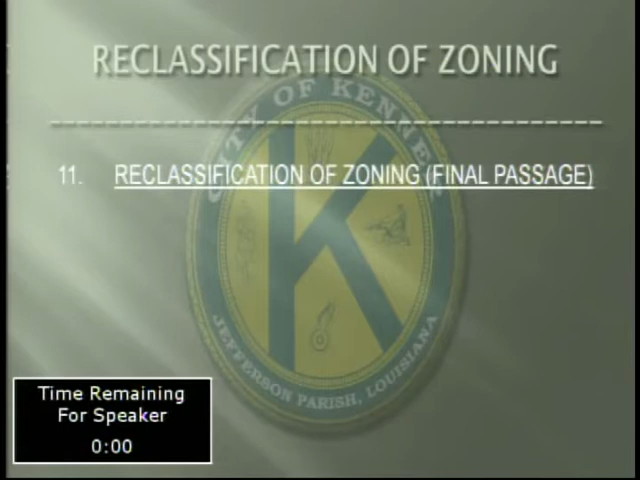 RECLASSIFICATION OF ZONING
11. RECLASSIFICATION OF ZONING (FINAL PASSAGE)
CITY OF KENNER
K
JEFFERSON PARISH, LOUISIANA
Time Remaining
For Speaker
0:00